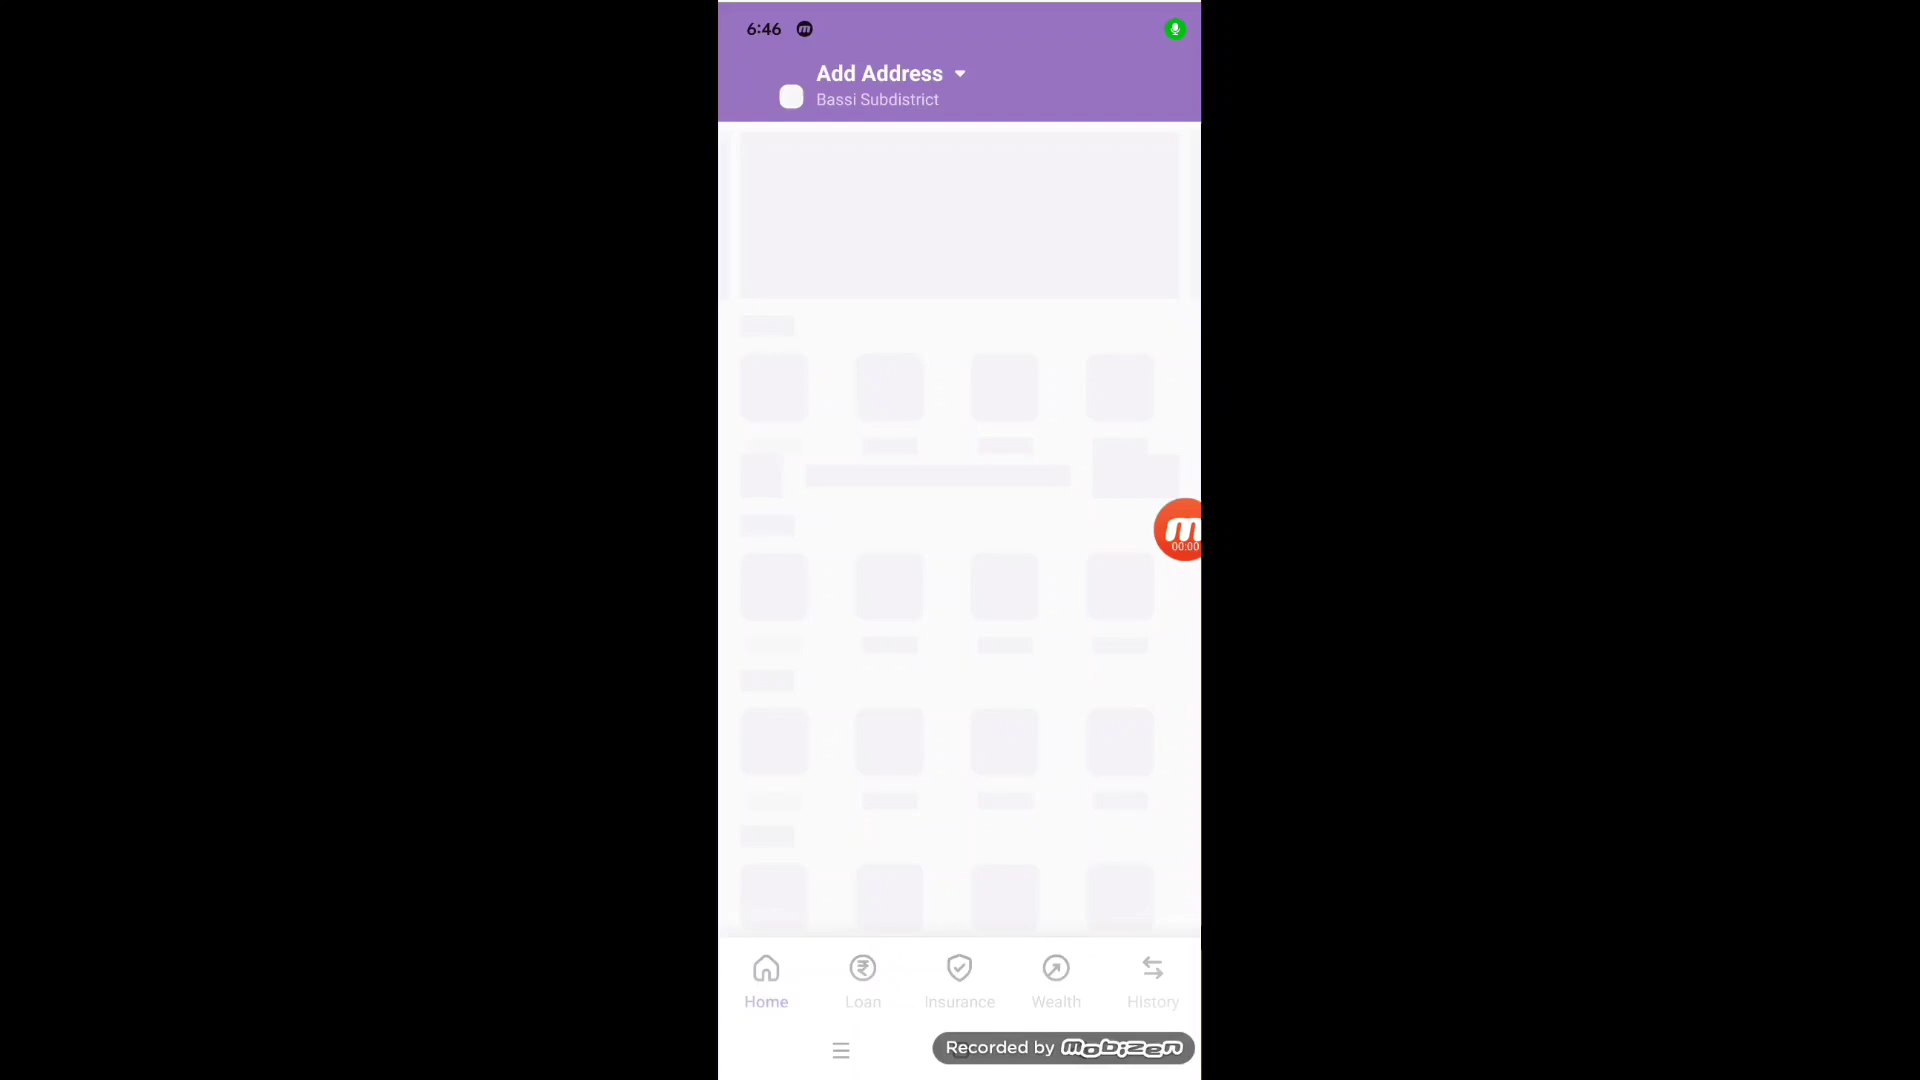 6:46
Add Address
Bassi Subdistrict
00:00
Home
Loan
Insurance
Wealth
History
Recorded by mobizen